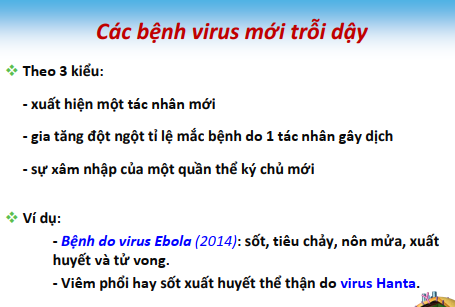 Các bệnh virus mới trỗi dậy
❖ Theo 3 kiểu:
- xuất hiện một tác nhân mới
- gia tăng đột ngột tỉ lệ mắc bệnh do 1 tác nhân gây dịch
- sự xâm nhập của một quần thể ký chủ mới
❖ Ví dụ:
- Bệnh do virus Ebola (2014): sốt, tiêu chảy, nôn mửa, xuất
huyết và tử vong.
- Viêm phổi hay sốt xuất huyết thể thận do virus Hanta.